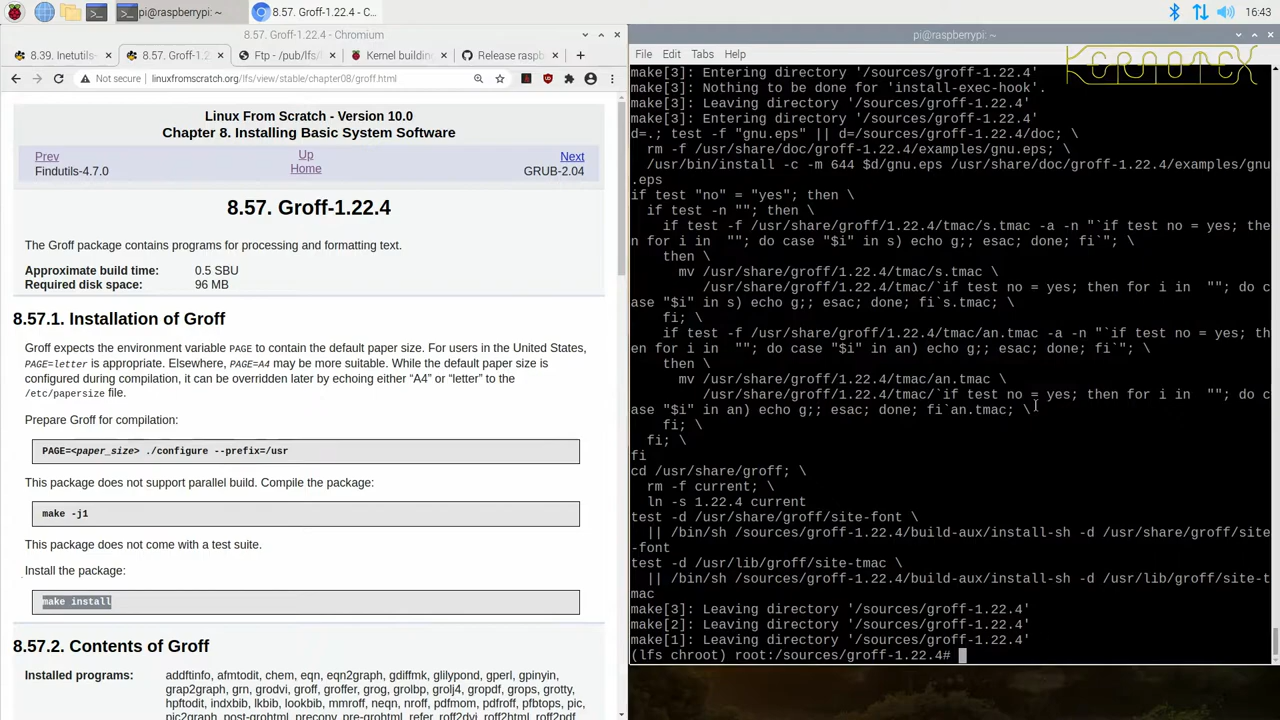 pi@raspberrypi: ~
8.57. Groff-1.22.4 - C...
16:43
8.57. Groff-1.22.4 - Chromium
8.39. Inetutils-
8.57. Groff-1.22
Ftp - /pub/lfs/
Kernel building
Release raspb
Not secure | linuxfromscratch.org/lfs/view/stable/chapter08/groff.html
Linux From Scratch - Version 10.0
Chapter 8. Installing Basic System Software
Prev
Up
Next
Findutils-4.7.0
Home
GRUB-2.04
8.57. Groff-1.22.4
The Groff package contains programs for processing and formatting text.
Approximate build time: 0.5 SBU
Required disk space: 96 MB
8.57.1. Installation of Groff
Groff expects the environment variable PAGE to contain the default paper size. For users in the United States,
PAGE=letter is appropriate. Elsewhere, PAGE=A4 may be more suitable. While the default paper size is
configured during compilation, it can be overridden later by echoing either “A4” or “letter” to the
/etc/papersize file.
Prepare Groff for compilation:
PAGE=<paper_size> ./configure --prefix=/usr
This package does not support parallel build. Compile the package:
make -j1
This package does not come with a test suite.
Install the package:
make install
8.57.2. Contents of Groff
Installed programs: addftinfo, afmtodit, chem, eqn, eqn2graph, gdiffmk, glilypond, gperl, gpinyin,
grap2graph, grn, grodvi, groff, groffer, grog, grolbp, grolj4, gropdf, grops, grotty,
hpftodit, indxbib, lkbib, lookbib, mmroff, neqn, nroff, pdfmom, pdfroff, pfbtops, pic,
pic2graph, post-grohtml, preconv, pre-grohtml, refer, roff2dvi, roff2html, roff2pdf,
pi@raspberrypi: ~
File Edit Tabs Help
KERNOTEX
make[3]: Entering directory '/sources/groff-1.22.4'
make[3]: Nothing to be done for 'install-exec-hook'.
make[3]: Leaving directory '/sources/groff-1.22.4'
make[3]: Entering directory '/sources/groff-1.22.4'
d=.; test -f "gnu.eps" || d=/sources/groff-1.22.4/doc; \
rm -f /usr/share/doc/groff-1.22.4/examples/gnu.eps; \
/usr/bin/install -c -m 644 $d/gnu.eps /usr/share/doc/groff-1.22.4/examples/gnu
.eps
if test "no" = "yes"; then \
if test -n ""; then \
if test -f /usr/share/groff/1.22.4/tmac/s.tmac -a -n "`if test no = yes; the
n for i in  ""; do case "$i" in s) echo g;; esac; done; fi`"; \
then \
mv /usr/share/groff/1.22.4/tmac/s.tmac \
/usr/share/groff/1.22.4/tmac/`if test no = yes; then for i in  ""; do c
ase "$i" in s) echo g;; esac; done; fi`s.tmac; \
fi; \
if test -f /usr/share/groff/1.22.4/tmac/an.tmac -a -n "`if test no = yes; th
en for i in  ""; do case "$i" in an) echo g;; esac; done; fi`"; \
then \
mv /usr/share/groff/1.22.4/tmac/an.tmac \
/usr/share/groff/1.22.4/tmac/`if test no = yes; then for i in  ""; do c
ase "$i" in an) echo g;; esac; done; fi`an.tmac; \
fi; \
fi; \
fi
cd /usr/share/groff; \
rm -f current; \
ln -s 1.22.4 current
test -d /usr/share/groff/site-font \
|| /bin/sh /sources/groff-1.22.4/build-aux/install-sh -d /usr/share/groff/site
-font
test -d /usr/lib/groff/site-tmac \
|| /bin/sh /sources/groff-1.22.4/build-aux/install-sh -d /usr/lib/groff/site-t
mac
make[3]: Leaving directory '/sources/groff-1.22.4'
make[2]: Leaving directory '/sources/groff-1.22.4'
make[1]: Leaving directory '/sources/groff-1.22.4'
(lfs chroot) root:/sources/groff-1.22.4#